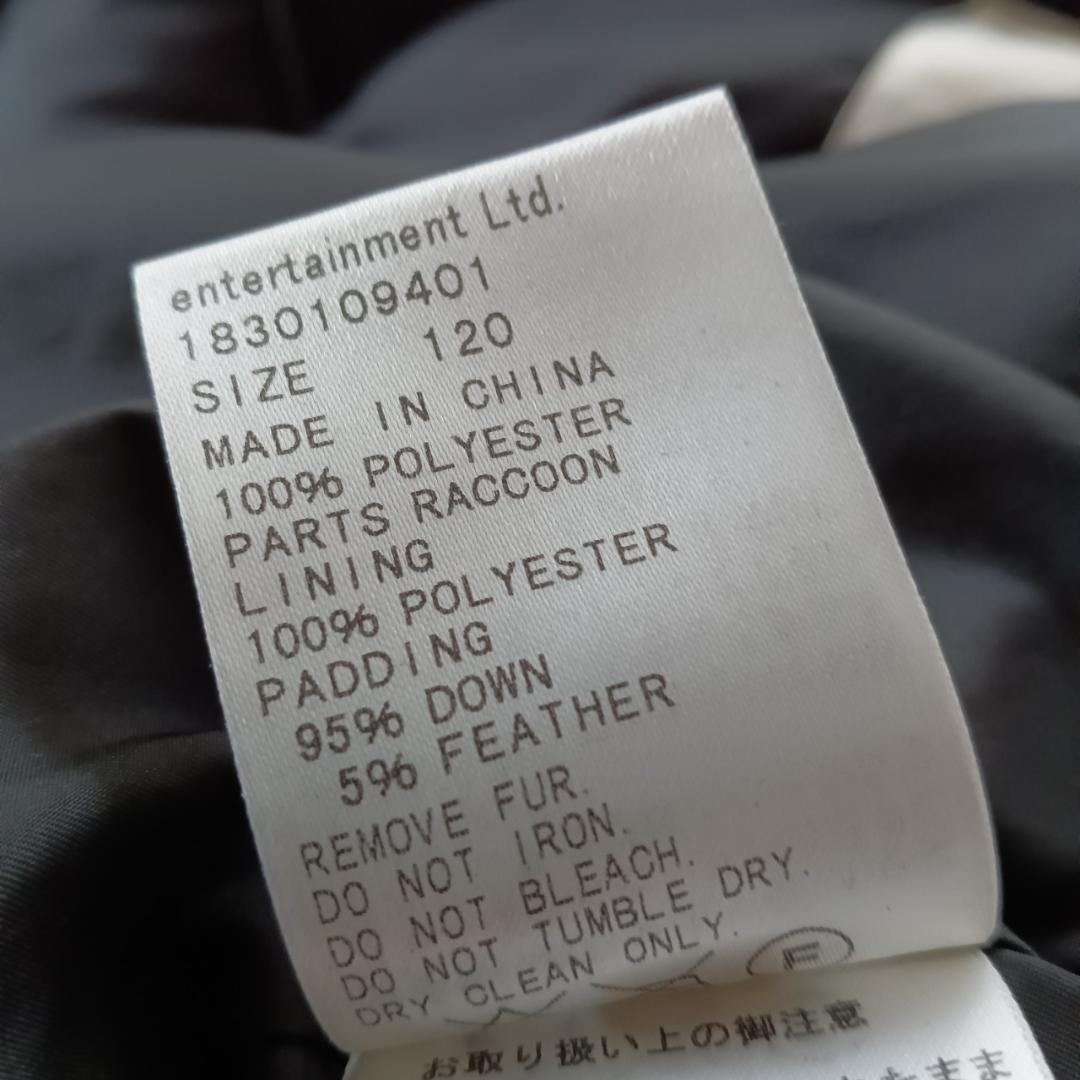 entertainment Ltd.
1830109401
SIZE 120
MADE IN CHINA
100% POLYESTER
PARTS RACCOON
LINING
100% POLYESTER
PADDING
95% DOWN
5% FEATHER
REMOVE FUR.
DO NOT IRON.
DO NOT BLEACH.
DO NOT TUMBLE DRY.
DRY CLEAN ONLY.
お取り扱い上の御注意